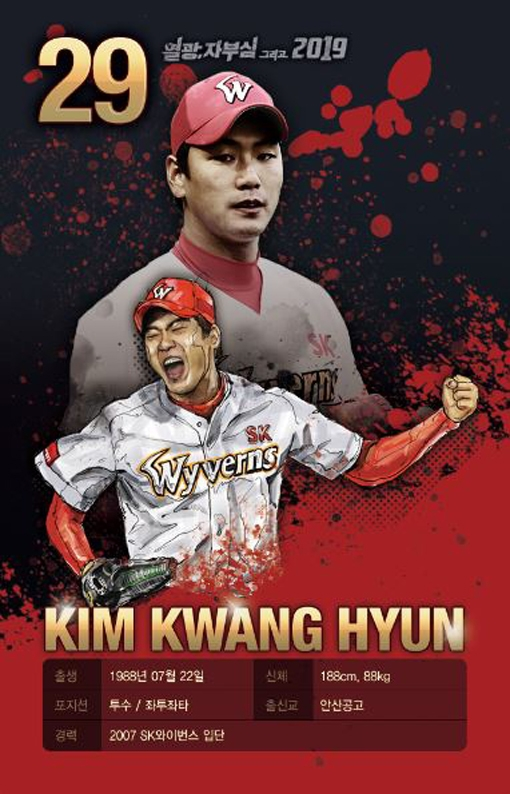 29 열광,자부심 그리고 2019
W
SK
W
SK
Wyverns
KIM KWANG HYUN
출생 1988년 07월 22일 신체 188cm, 88kg
포지션 투수 / 좌투좌타 출신교 안산공고
경력 2007 SK와이번스 입단